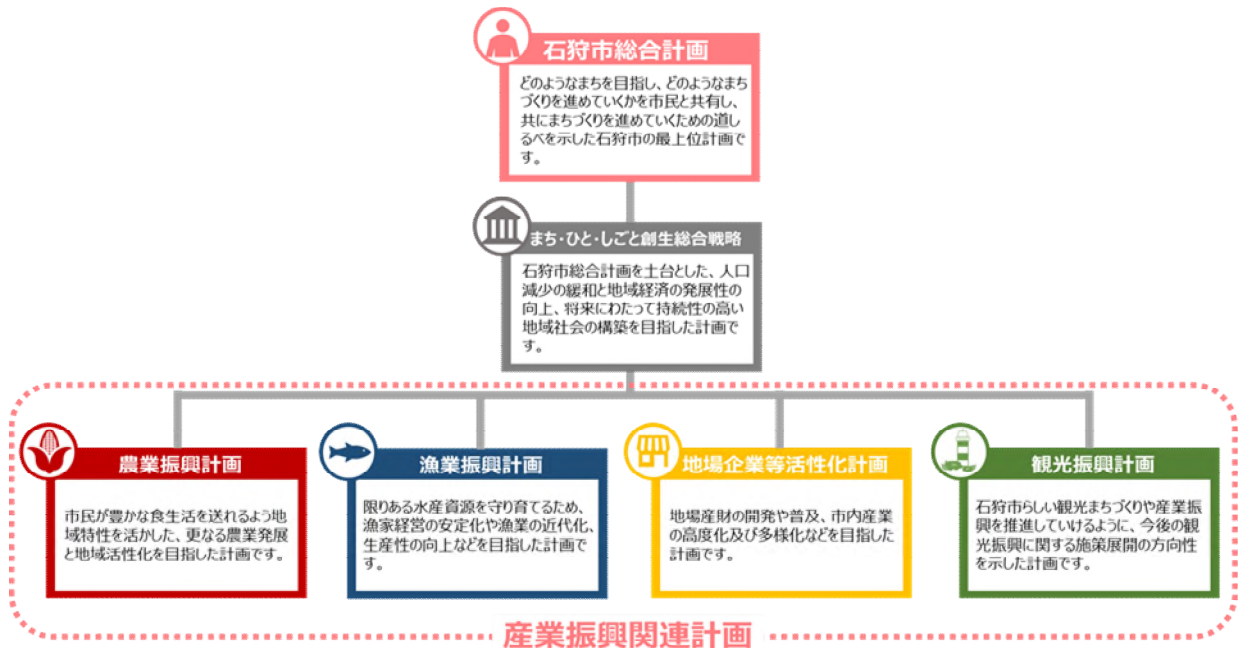 石狩市総合計画
どのようなまちを目指し、どのようなまち
づくりを進めていくかを市民と共有し、
共にまちづくりを進めていくための道し
るべを示した石狩市の最上位計画で
す。
まち・ひと・しごと創生総合戦略
石狩市総合計画を土台とした、人口
減少の緩和と地域経済の発展性の
向上、将来にわたって持続性の高い
地域社会の構築を目指した計画で
す。
農業振興計画
市民が豊かな食生活を送れるよう地
域特性を活かした、更なる農業発展
と地域活性化を目指した計画です。
漁業振興計画
限りある水産資源を守り育てるため、
漁家経営の安定化や漁業の近代化、
生産性の向上などを目指した計画で
す。
地場企業等活性化計画
地場産財の開発や普及、市内産業
の高度化及び多様化などを目指した
計画です。
観光振興計画
石狩市らしい観光まちづくりや産業振
興を推進していけるように、今後の観
光振興に関する施策展開の方向性
を示した計画です。
産業振興関連計画